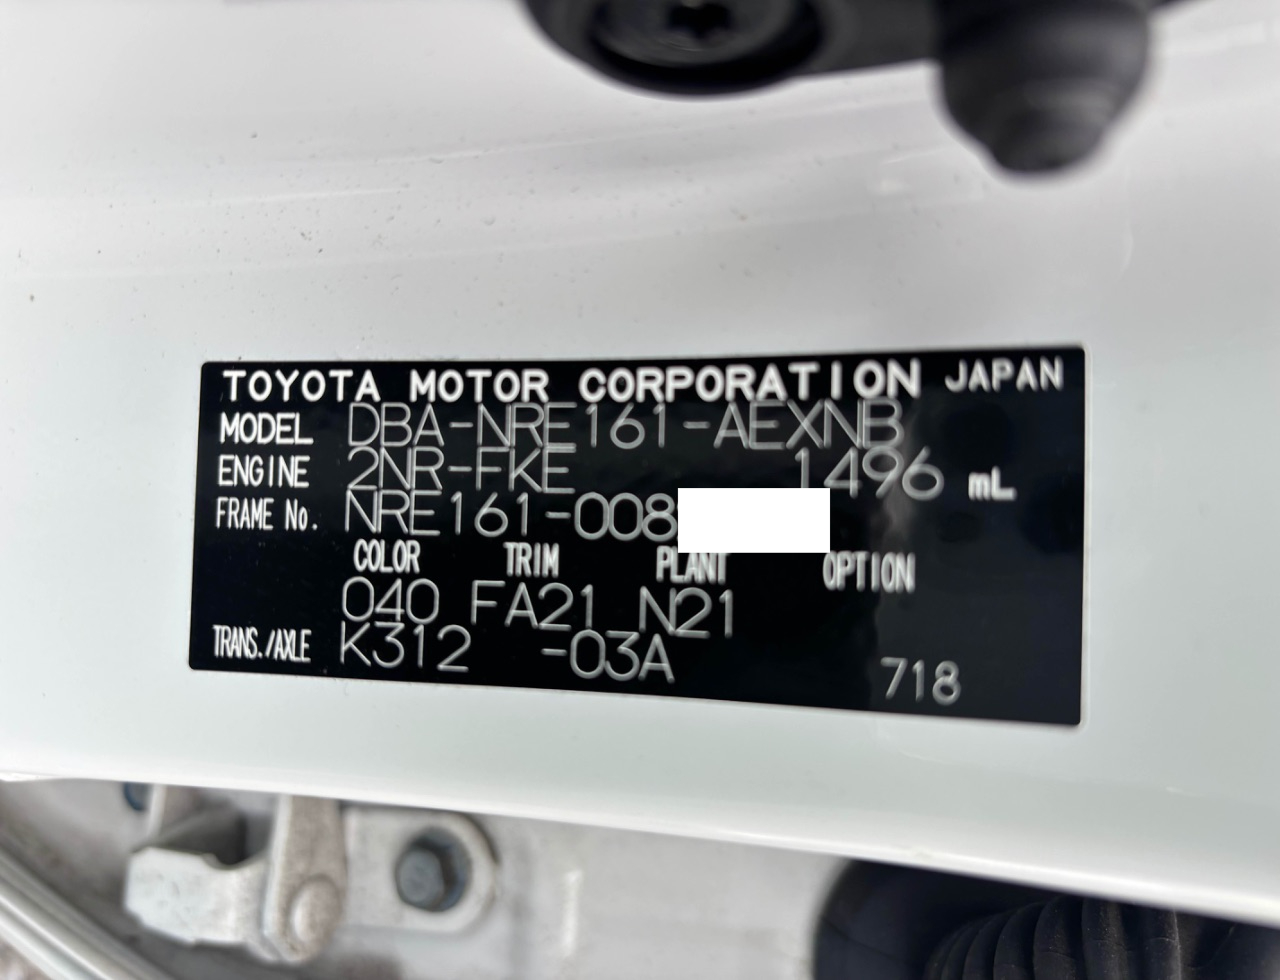 TOYOTA MOTOR CORPORATION JAPAN
MODEL DBA-NRE161-AEXNB
ENGINE 2NR-FKE 1496 mL
FRAME No. NRE161-008
COLOR TRIM PLANT OPTION
040 FA21 N21
TRANS./AXLE K312 -03A
718